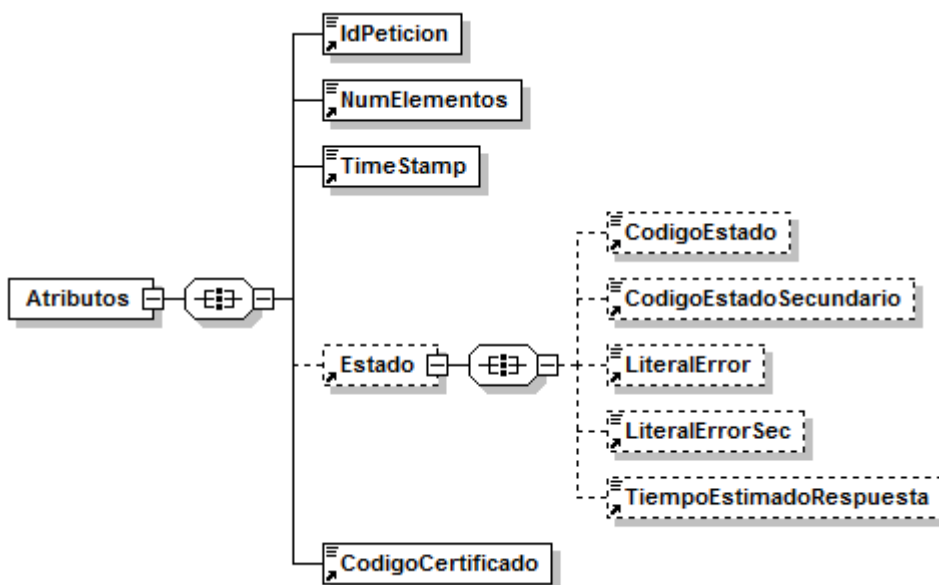 IdPeticion
NumElementos
TimeStamp
CodigoEstado
Atributos
CodigoEstadoSecundario
Estado
LiteralError
LiteralErrorSec
TiempoEstimadoRespuesta
CodigoCertificado